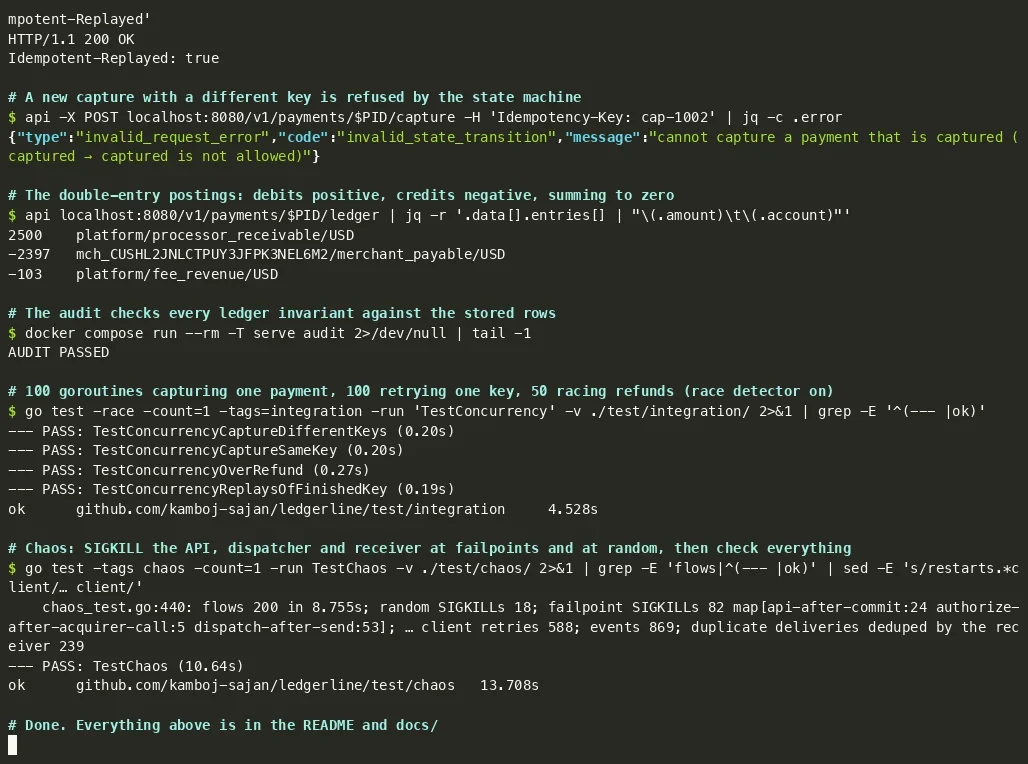 mpotent-Replayed'
HTTP/1.1 200 OK
Idempotent-Replayed: true
# A new capture with a different key is refused by the state machine
$ api -X POST localhost:8080/v1/payments/$PID/capture -H 'Idempotency-Key: cap-1002' | jq -c .error
{"type":"invalid_request_error","code":"invalid_state_transition","message":"cannot capture a payment that is captured (
captured → captured is not allowed)"}
# The double-entry postings: debits positive, credits negative, summing to zero
$ api localhost:8080/v1/payments/$PID/ledger | jq -r '.data[].entries[] | "\(.amount)\t\(.account)"'
2500    platform/processor_receivable/USD
-2397   mch_CUSHL2JNLCTPUY3JFPK3NEL6M2/merchant_payable/USD
-103    platform/fee_revenue/USD
# The audit checks every ledger invariant against the stored rows
$ docker compose run --rm -T serve audit 2>/dev/null | tail -1
AUDIT PASSED
# 100 goroutines capturing one payment, 100 retrying one key, 50 racing refunds (race detector on)
$ go test -race -count=1 -tags=integration -run 'TestConcurrency' -v ./test/integration/ 2>&1 | grep -E '^(--- |ok)'
--- PASS: TestConcurrencyCaptureDifferentKeys (0.20s)
--- PASS: TestConcurrencyCaptureSameKey (0.20s)
--- PASS: TestConcurrencyOverRefund (0.27s)
--- PASS: TestConcurrencyReplaysOfFinishedKey (0.19s)
ok      github.com/kamboj-sajan/ledgerline/test/integration     4.528s
# Chaos: SIGKILL the API, dispatcher and receiver at failpoints and at random, then check everything
$ go test -tags chaos -count=1 -run TestChaos -v ./test/chaos/ 2>&1 | grep -E 'flows|^(--- |ok)' | sed -E 's/restarts.*c
lient/… client/'
    chaos_test.go:440: flows 200 in 8.755s; random SIGKILLs 18; failpoint SIGKILLs 82 map[api-after-commit:24 authorize-
after-acquirer-call:5 dispatch-after-send:53]; … client retries 588; events 869; duplicate deliveries deduped by the rec
eiver 239
--- PASS: TestChaos (10.64s)
ok      github.com/kamboj-sajan/ledgerline/test/chaos   13.708s
# Done. Everything above is in the README and docs/